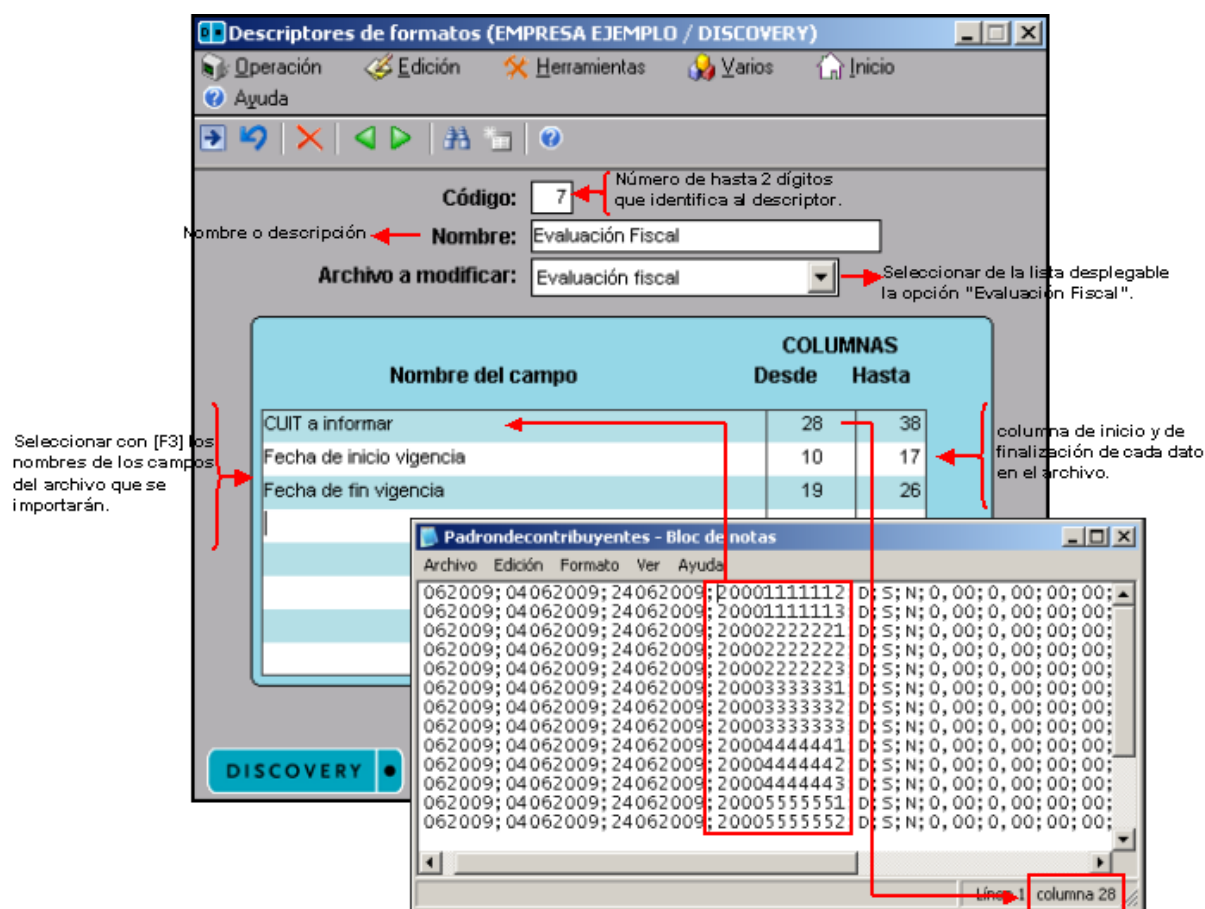 Descriptores de formatos (EMPRESA EJEMPLO / DISCOVERY)
Operación Edición Herramientas Varios Inicio
Ayuda
Código: 7
Número de hasta 2 dígitos
que identifica al descriptor.
Nombre o descripción
Nombre: Evaluación Fiscal
Archivo a modificar: Evaluación fiscal
Seleccionar de la lista desplegable
la opción "Evaluación Fiscal".
COLUMNAS
Nombre del campo Desde Hasta
CUIT a informar 28 38
Fecha de inicio vigencia 10 17
Fecha de fin vigencia 19 26
Seleccionar con [F3] los
nombres de los campos
del archivo que se
importarán.
columna de inicio y de
finalización de cada dato
en el archivo.
Padrondecontribuyentes - Bloc de notas
Archivo Edición Formato Ver Ayuda
062009;04062009;24062009;20001111112;D;S;N;0,00;0,00;00;00;
062009;04062009;24062009;20001111113;D;S;N;0,00;0,00;00;00;
062009;04062009;24062009;20002222221;D;S;N;0,00;0,00;00;00;
062009;04062009;24062009;20002222222;D;S;N;0,00;0,00;00;00;
062009;04062009;24062009;20002222223;D;S;N;0,00;0,00;00;00;
062009;04062009;24062009;20003333331;D;S;N;0,00;0,00;00;00;
062009;04062009;24062009;20003333332;D;S;N;0,00;0,00;00;00;
062009;04062009;24062009;20003333333;D;S;N;0,00;0,00;00;00;
062009;04062009;24062009;20004444441;D;S;N;0,00;0,00;00;00;
062009;04062009;24062009;20004444442;D;S;N;0,00;0,00;00;00;
062009;04062009;24062009;20004444443;D;S;N;0,00;0,00;00;00;
062009;04062009;24062009;20005555551;D;S;N;0,00;0,00;00;00;
062009;04062009;24062009;20005555552;D;S;N;0,00;0,00;00;00;
DISCOVERY
Línea 1 columna 28